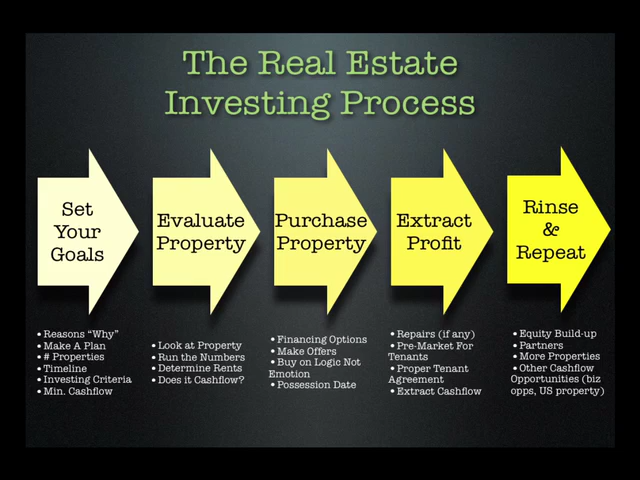 The Real Estate
Investing Process
Set
Your
Goals
Evaluate
Property
Purchase
Property
Extract
Profit
Rinse
&
Repeat
•Reasons “Why”
•Make A Plan
•# Properties
•Timeline
•Investing Criteria
•Min. Cashflow
•Look at Property
•Run the Numbers
•Determine Rents
•Does it Cashflow?
•Financing Options
•Make Offers
•Buy on Logic Not
Emotion
•Possession Date
•Repairs (if any)
•Pre-Market For
Tenants
•Proper Tenant
Agreement
•Extract Cashflow
•Equity Build-up
•Partners
•More Properties
•Other Cashflow
Opportunities (biz
opps, US property)